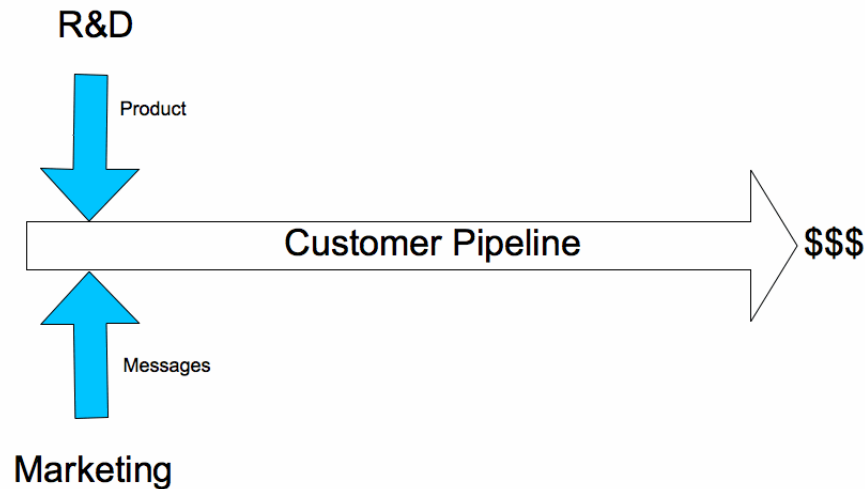 R&D
Product
Customer Pipeline
$$$
Messages
Marketing